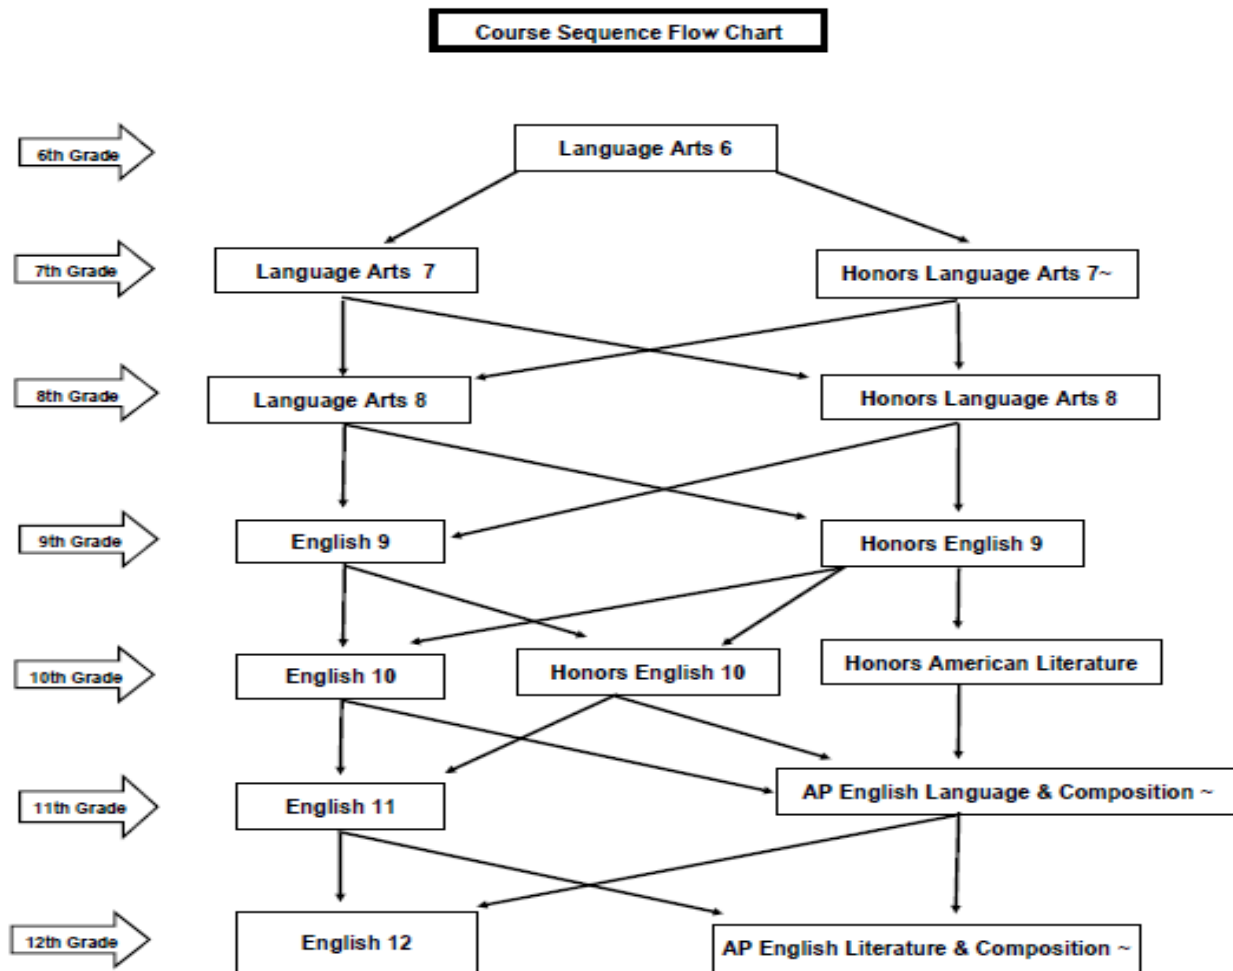 Course Sequence Flow Chart
6th Grade
Language Arts 6
7th Grade
Language Arts 7
Honors Language Arts 7~
8th Grade
Language Arts 8
Honors Language Arts 8
9th Grade
English 9
Honors English 9
10th Grade
English 10
Honors English 10
Honors American Literature
11th Grade
English 11
AP English Language & Composition ~
12th Grade
English 12
AP English Literature & Composition ~